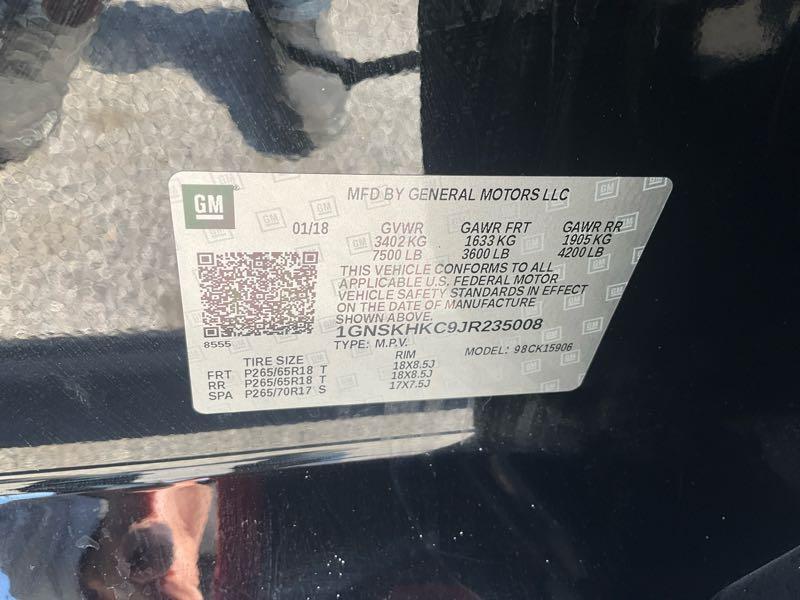 GM
MFD BY GENERAL MOTORS LLC
01/18 GVWR GAWR FRT GAWR RR
3402 KG 1633 KG 1905 KG
7500 LB 3600 LB 4200 LB
THIS VEHICLE CONFORMS TO ALL
APPLICABLE U.S. FEDERAL MOTOR
VEHICLE SAFETY STANDARDS IN EFFECT
ON THE DATE OF MANUFACTURE
SHOWN ABOVE.
1GNSKHKC9JR235008
8555
TYPE: M.P.V. MODEL: 98CK15906
TIRE SIZE RIM
FRT P265/65R18 T 18X8.5J
RR P265/65R18 T 18X8.5J
SPA P265/70R17 S 17X7.5J